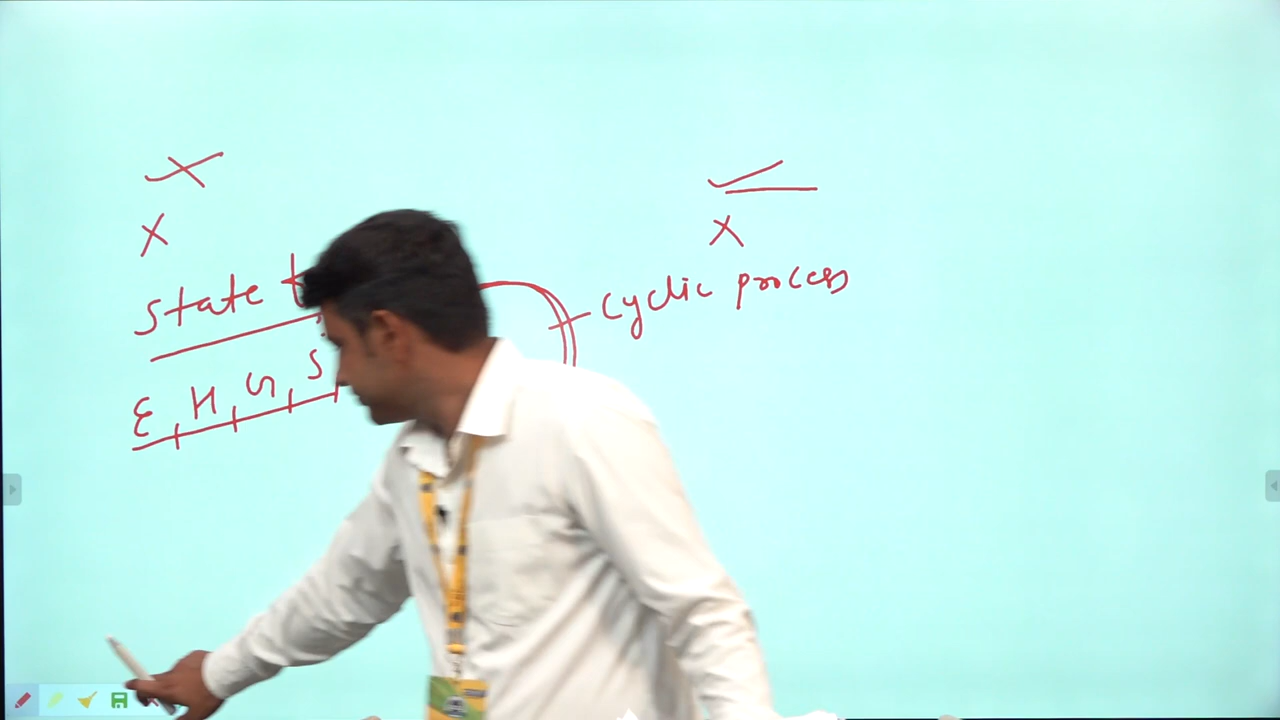 State
cyclic process
E, H, G, S